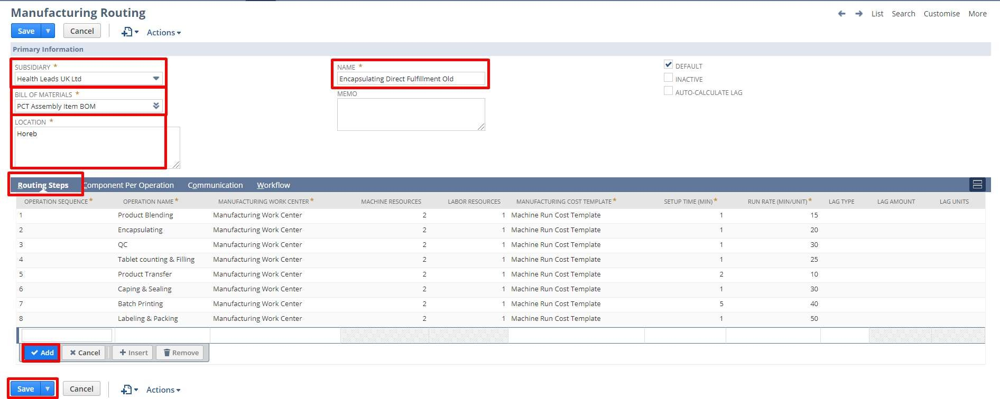 Manufacturing Routing
List Search Customise More
Save Cancel Actions
Primary Information
SUBSIDIARY *
Health Leads UK Ltd
BILL OF MATERIALS *
PCT Assembly Item BOM
LOCATION *
Horeb
NAME *
Encapsulating Direct Fulfillment Old
MEMO
DEFAULT
INACTIVE
AUTO-CALCULATE LAG
Routing Steps Component Per Operation Communication Workflow
OPERATION SEQUENCE * OPERATION NAME * MANUFACTURING WORK CENTER * MACHINE RESOURCES LABOR RESOURCES MANUFACTURING COST TEMPLATE * SETUP TIME (MIN) * RUN RATE (MIN/UNIT) * LAG TYPE LAG AMOUNT LAG UNITS
1 Product Blending Manufacturing Work Center 2 1 Machine Run Cost Template 1 15
2 Encapsulating Manufacturing Work Center 2 1 Machine Run Cost Template 1 20
3 QC Manufacturing Work Center 2 1 Machine Run Cost Template 1 30
4 Tablet counting & Filling Manufacturing Work Center 2 1 Machine Run Cost Template 1 25
5 Product Transfer Manufacturing Work Center 2 1 Machine Run Cost Template 2 10
6 Caping & Sealing Manufacturing Work Center 2 1 Machine Run Cost Template 1 30
7 Batch Printing Manufacturing Work Center 2 1 Machine Run Cost Template 5 40
8 Labeling & Packing Manufacturing Work Center 2 1 Machine Run Cost Template 1 50
Add Cancel Insert Remove
Save Cancel Actions